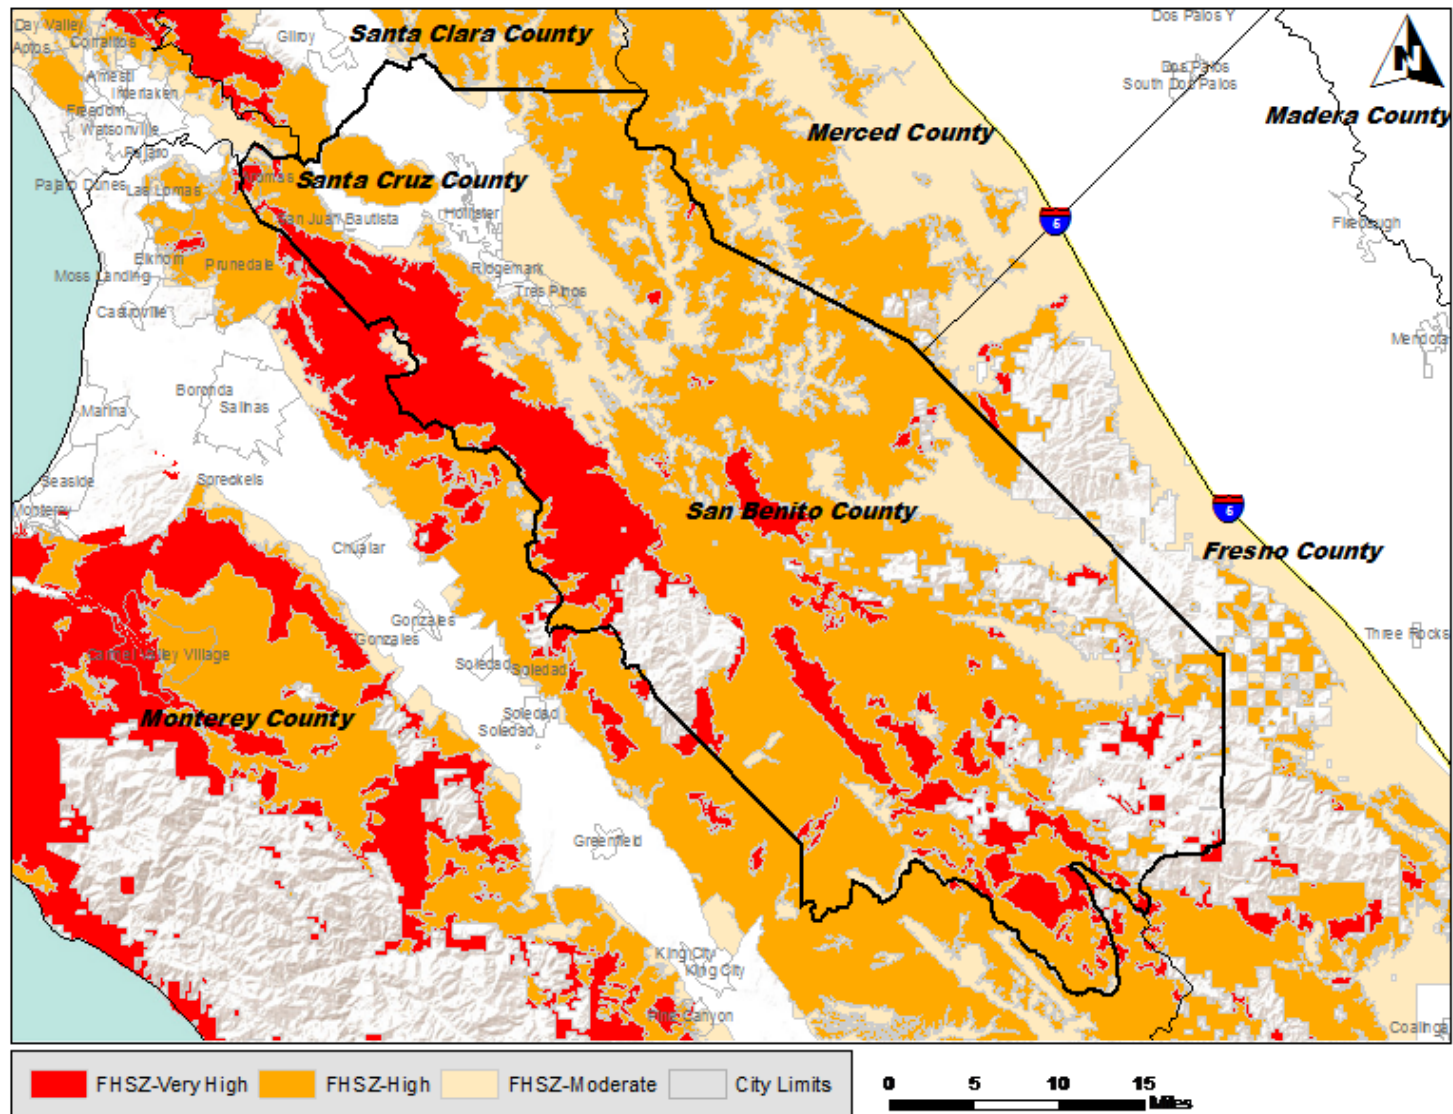 Day Valley
Aptos
Corralitos
Gilroy
Santa Clara County
Dos Palos Y
N
Amesti
Interlaken
Freedom
Watsonville
Pajaro
Dos Palos
South Dos Palos
Merced County
Madera County
Pajaro Dunes
Las Lomas
Aromas
Santa Cruz County
San Juan Bautista
Hollister
5
Firebaugh
Elkhorn
Prunedale
Moss Landing
Ridgemark
Tres Pinos
Castroville
Mendota
Boronda
Salinas
Marina
Seaside
Spreckels
Monterey
San Benito County
5
Chualar
Fresno County
Gonzales
Gonzales
Three Rocks
Carmel Valley Village
Soledad
Soledad
Monterey County
Soledad
Soledad
Greenfield
King City
King City
Pine Canyon
Coalinga
FHSZ-Very High
FHSZ-High
FHSZ-Moderate
City Limits
0 5 10 15
Miles